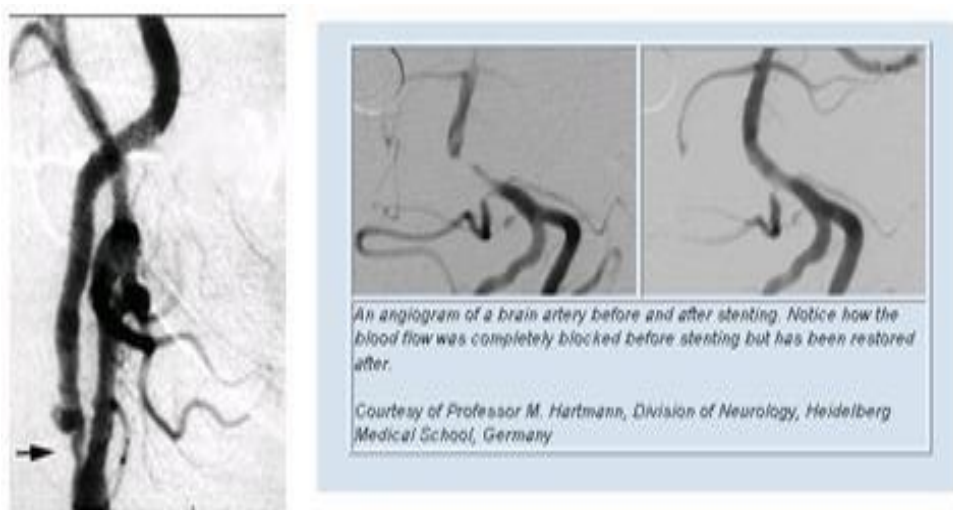 An angiogram of a brain artery before and after stenting. Notice how the
blood flow was completely blocked before stenting but has been restored
after.
Courtesy of Professor M. Hartmann, Division of Neurology, Heidelberg
Medical School, Germany